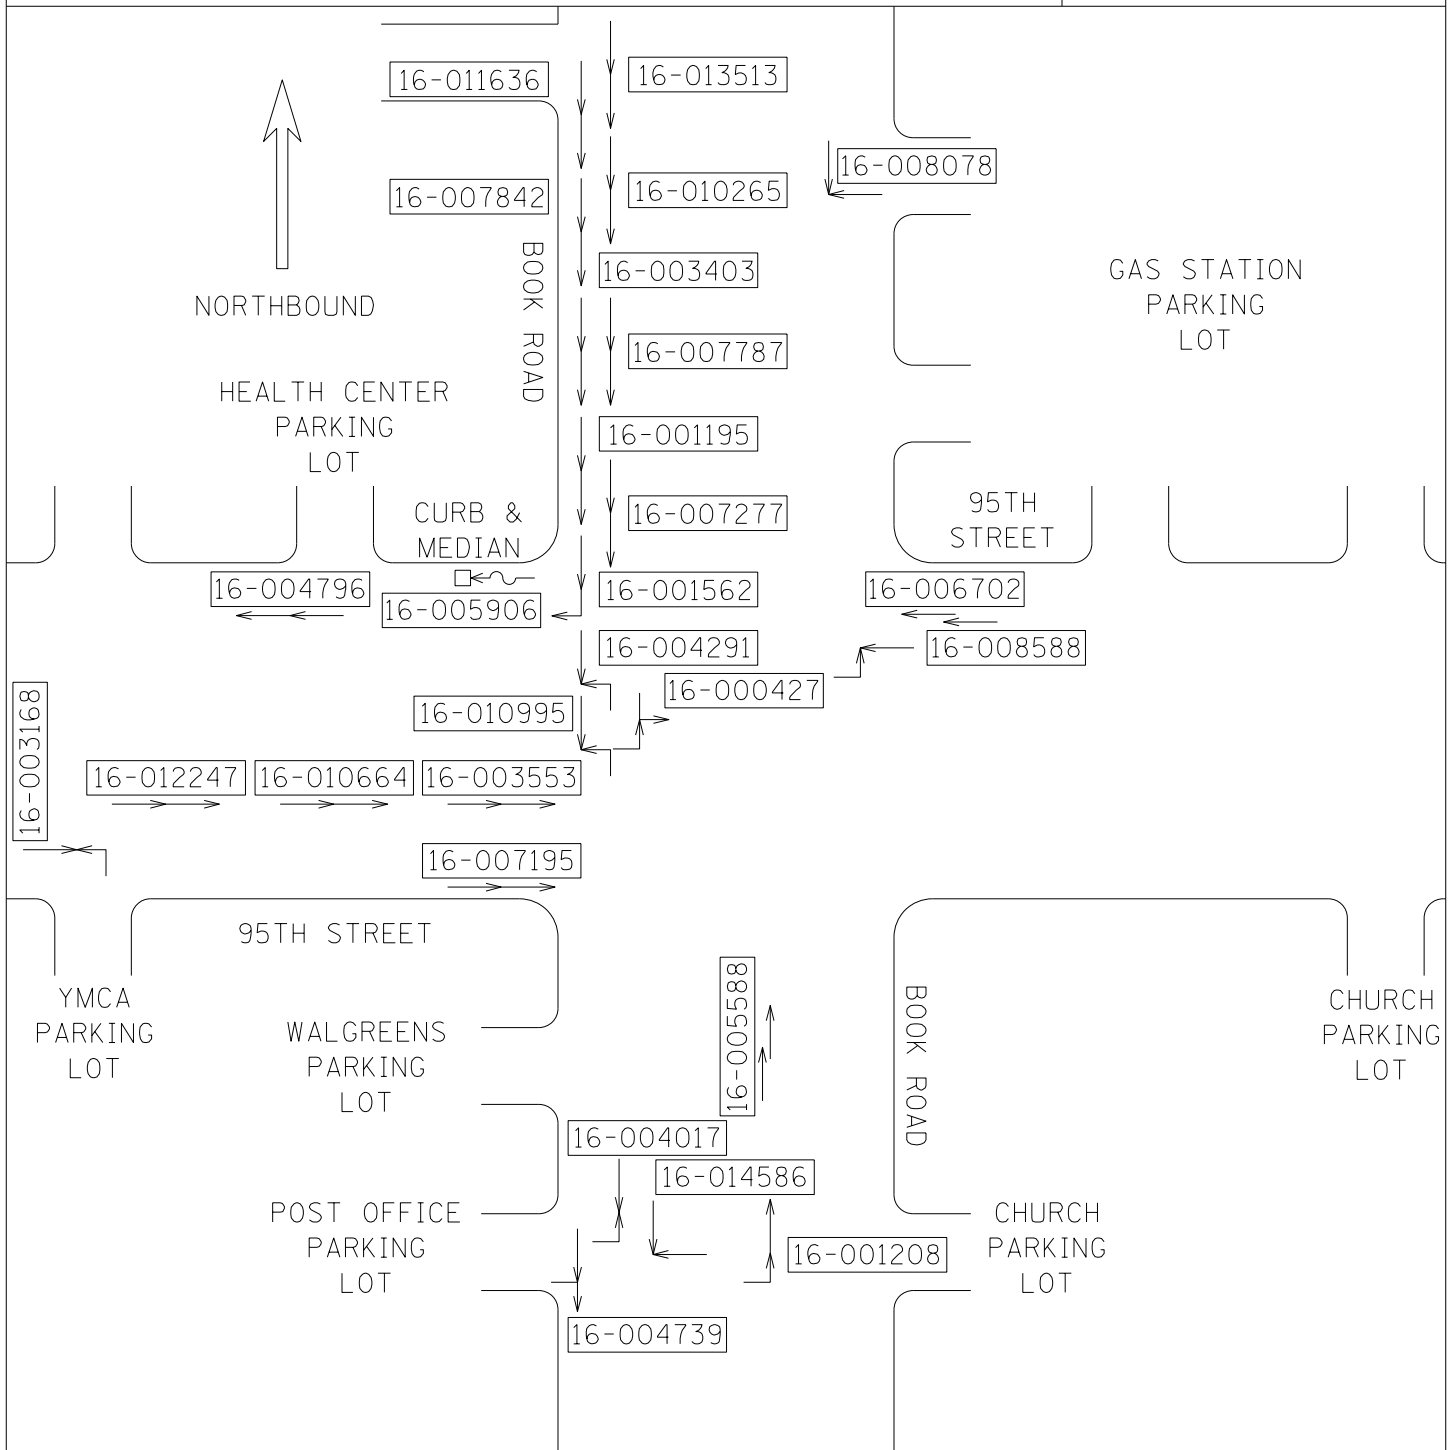 16-011636
16-013513
16-008078
16-007842
16-010265
BOOK ROAD
16-003403
GAS STATION
PARKING
LOT
NORTHBOUND
16-007787
HEALTH CENTER
PARKING
LOT
16-001195
CURB &
MEDIAN
16-007277
95TH
STREET
16-004796
16-005906
16-001562
16-006702
16-004291
16-008588
16-000427
16-003168
16-010995
16-012247
16-010664
16-003553
16-007195
95TH STREET
YMCA
PARKING
LOT
WALGREENS
PARKING
LOT
16-005588
BOOK ROAD
CHURCH
PARKING
LOT
16-004017
16-014586
POST OFFICE
PARKING
LOT
16-001208
CHURCH
PARKING
LOT
16-004739